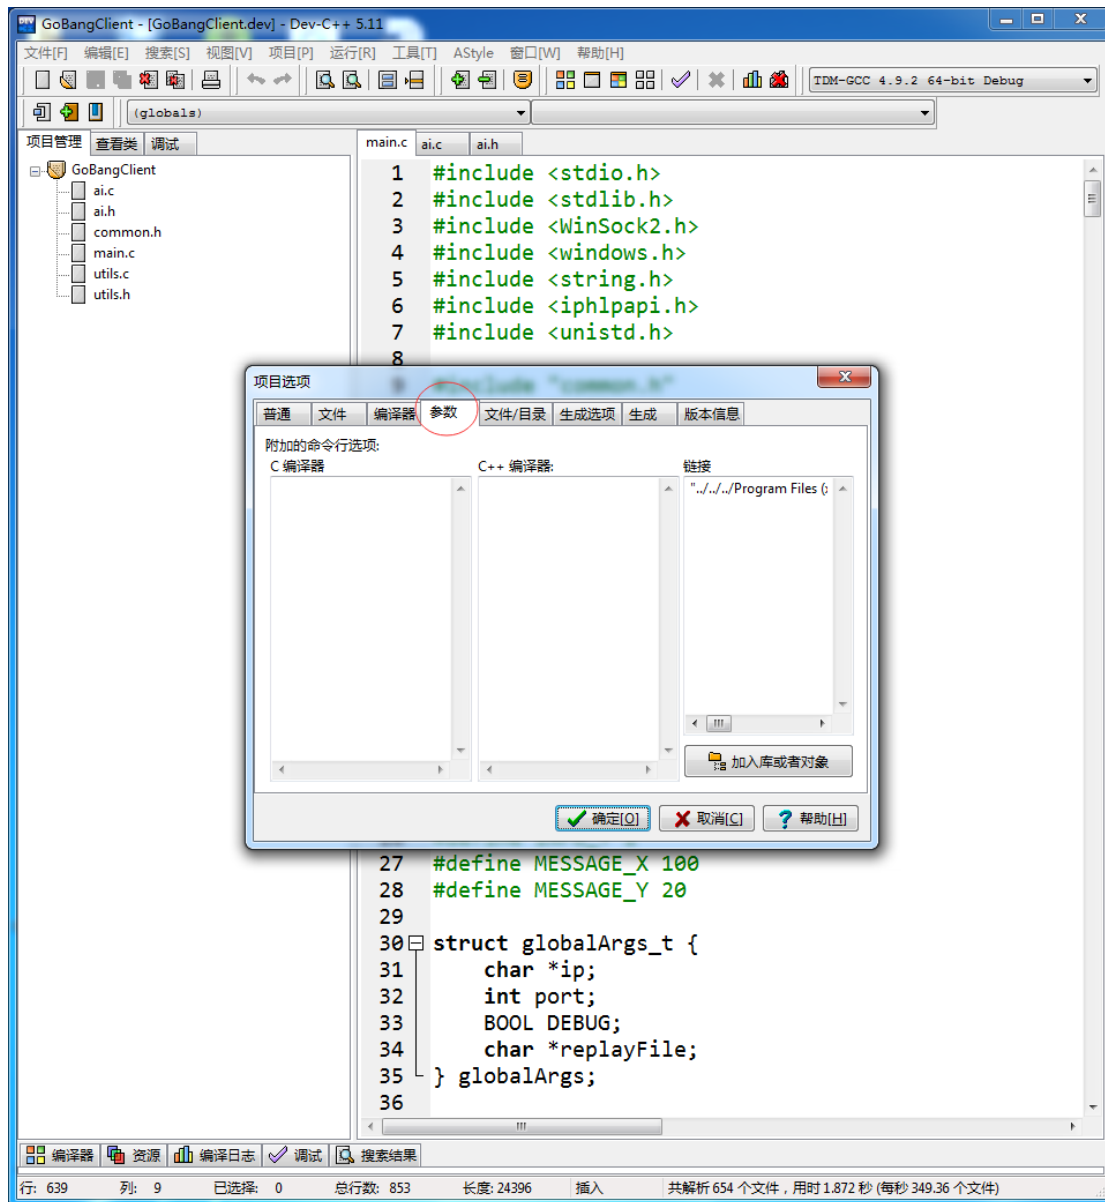 GoBangClient - [GoBangClient.dev] - Dev-C++ 5.11
文件[F] 编辑[E] 搜索[S] 视图[V] 项目[P] 运行[R] 工具[T] AStyle 窗口[W] 帮助[H]
TDM-GCC 4.9.2 64-bit Debug
(globals)
项目管理 查看类 调试 main.c ai.c ai.h
GoBangClient
ai.c
ai.h
common.h
main.c
utils.c
utils.h
1 #include <stdio.h>
2 #include <stdlib.h>
3 #include <WinSock2.h>
4 #include <windows.h>
5 #include <string.h>
6 #include <iphlpapi.h>
7 #include <unistd.h>
8
9 #include "common.h"
项目选项
普通 文件 编译器 参数 文件/目录 生成选项 生成 版本信息
附加的命令行选项:
C 编译器 C++ 编译器: 链接
"../../../Program Files (
加入库或者对象
确定[O] 取消[C] 帮助[H]
27 #define MESSAGE_X 100
28 #define MESSAGE_Y 20
29
30 struct globalArgs_t {
31 char *ip;
32 int port;
33 BOOL DEBUG;
34 char *replayFile;
35 } globalArgs;
36
编译器 资源 编译日志 调试 搜索结果
行: 639 列: 9 已选择: 0 总行数: 853 长度: 24396 插入 共解析 654 个文件，用时 1.872 秒 (每秒 349.36 个文件)